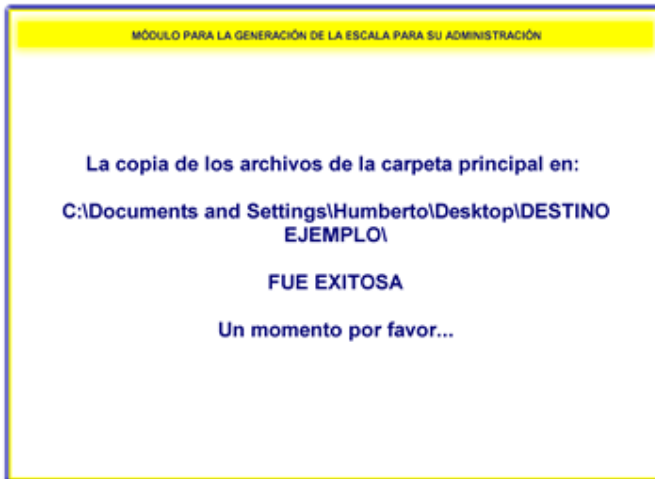 MÓDULO PARA LA GENERACIÓN DE LA ESCALA PARA SU ADMINISTRACIÓN
La copia de los archivos de la carpeta principal en:
C:\Documents and Settings\Humberto\Desktop\DESTINO
EJEMPLO\
FUE EXITOSA
Un momento por favor...